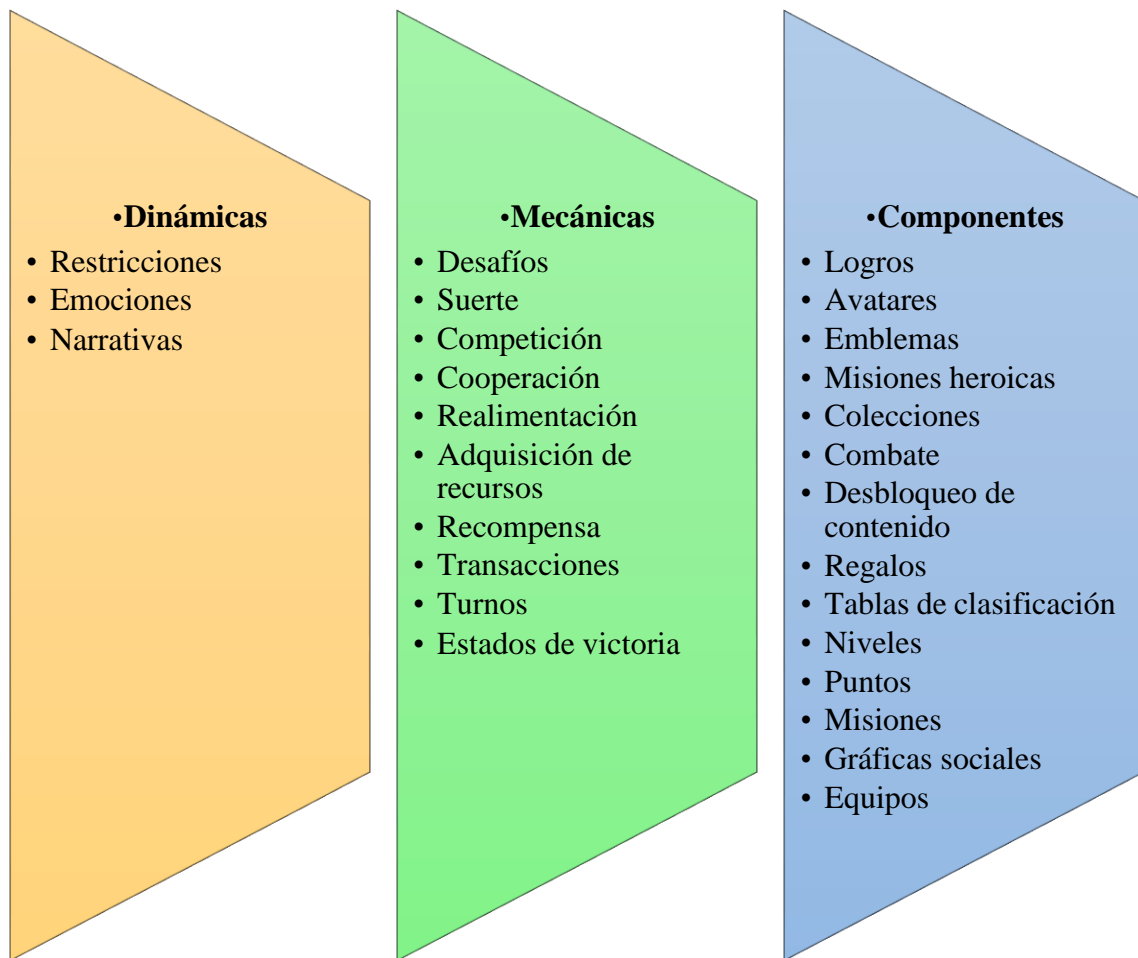 •Dinámicas
• Restricciones
• Emociones
• Narrativas
•Mecánicas
• Desafíos
• Suerte
• Competición
• Cooperación
• Realimentación
• Adquisición de
recursos
• Recompensa
• Transacciones
• Turnos
• Estados de victoria
•Componentes
• Logros
• Avatares
• Emblemas
• Misiones heroicas
• Colecciones
• Combate
• Desbloqueo de
contenido
• Regalos
• Tablas de clasificación
• Niveles
• Puntos
• Misiones
• Gráficas sociales
• Equipos